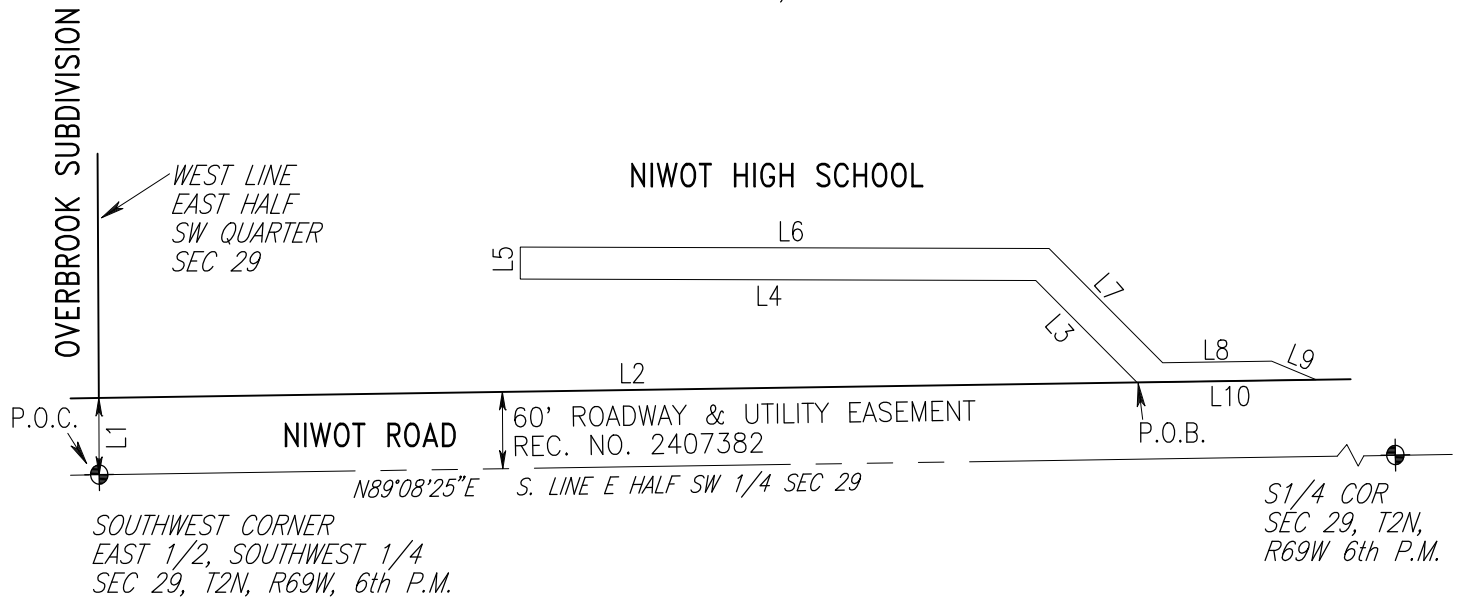 OVERBROOK SUBDIVISION
WEST LINE
EAST HALF
SW QUARTER
SEC 29
NIWOT HIGH SCHOOL
L6
L5
L4
L7
L3
L8
L9
L2
L10
P.O.C.
L1
NIWOT ROAD
60' ROADWAY & UTILITY EASEMENT
REC. NO. 2407382
P.O.B.
N89°08'25"E
S. LINE E HALF SW 1/4 SEC 29
SOUTHWEST CORNER
EAST 1/2, SOUTHWEST 1/4
SEC 29, T2N, R69W, 6th P.M.
S1/4 COR
SEC 29, T2N,
R69W 6th P.M.